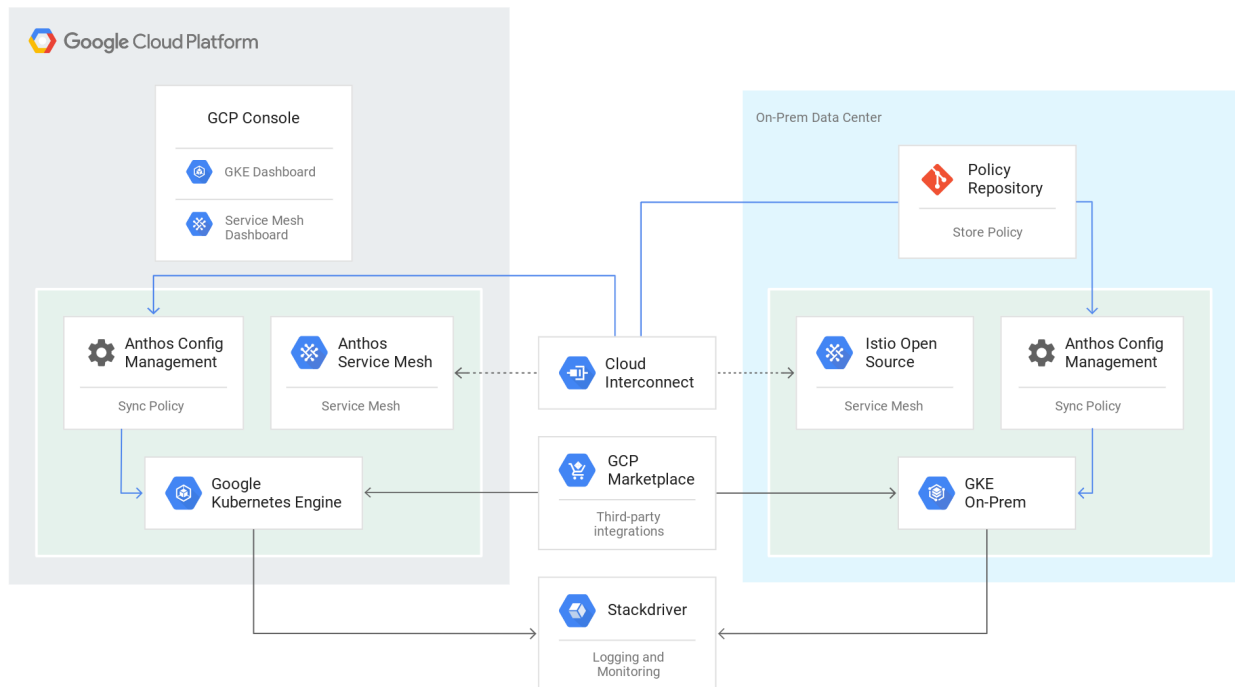 Google Cloud Platform
GCP Console
GKE Dashboard
Service Mesh
Dashboard
Anthos Config
Management
Sync Policy
Anthos
Service Mesh
Service Mesh
Google
Kubernetes Engine
Cloud
Interconnect
GCP
Marketplace
Third-party
integrations
Stackdriver
Logging and
Monitoring
On-Prem Data Center
Policy
Repository
Store Policy
Istio Open
Source
Service Mesh
Anthos Config
Management
Sync Policy
GKE
On-Prem